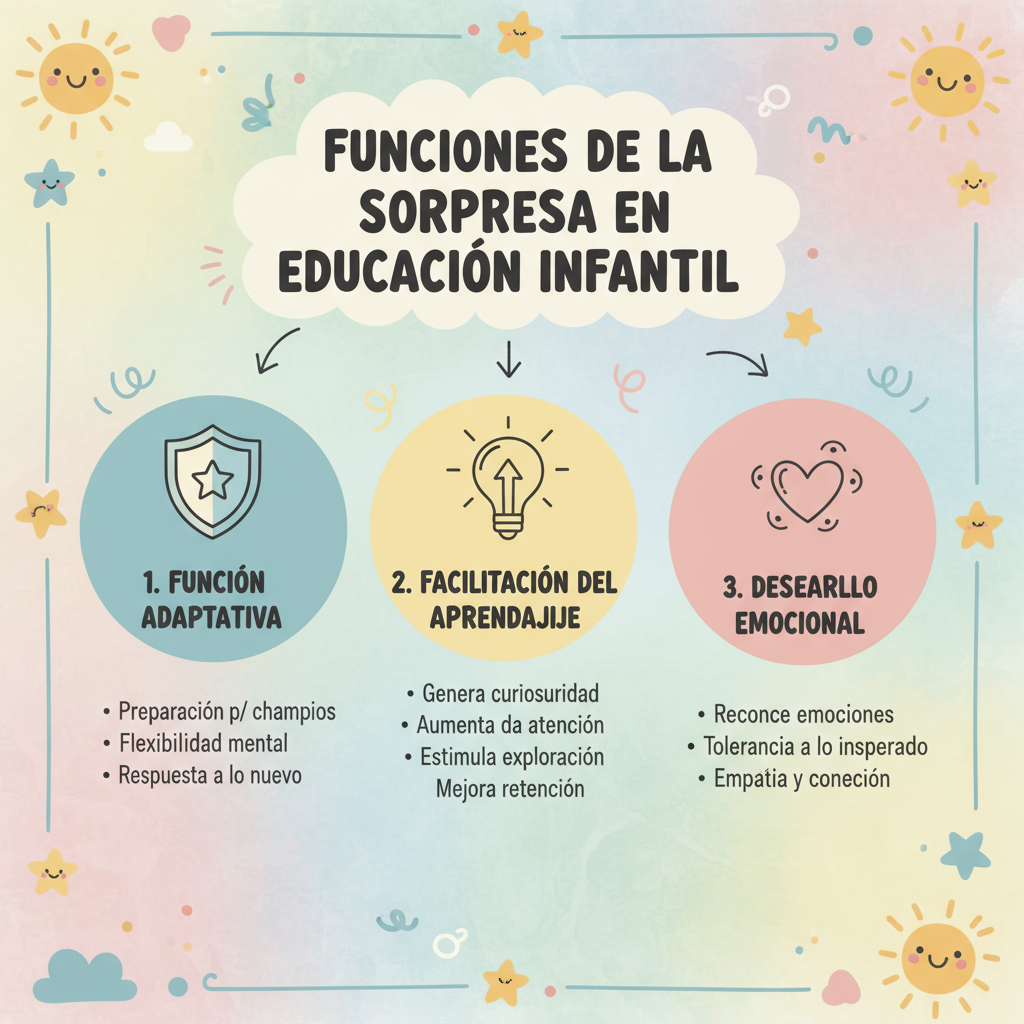 FUNCIONES DE LA
SORPRESA EN
EDUCACIÓN INFANTIL
1. FUNCIÓN
ADAPTATIVA
• Preparación p/ champios
• Flexibilidad mental
• Respuesta a lo nuevo
2. FACILITACIÓN DEL
APRENDAJIJE
• Genera curiosuridad
• Aumenta da atención
• Estimula exploración
Mejora retención
3. DESEARLLO
EMOCIONAL
• Reconce emociones
• Tolerancia a lo insperado
• Empatia y coneción